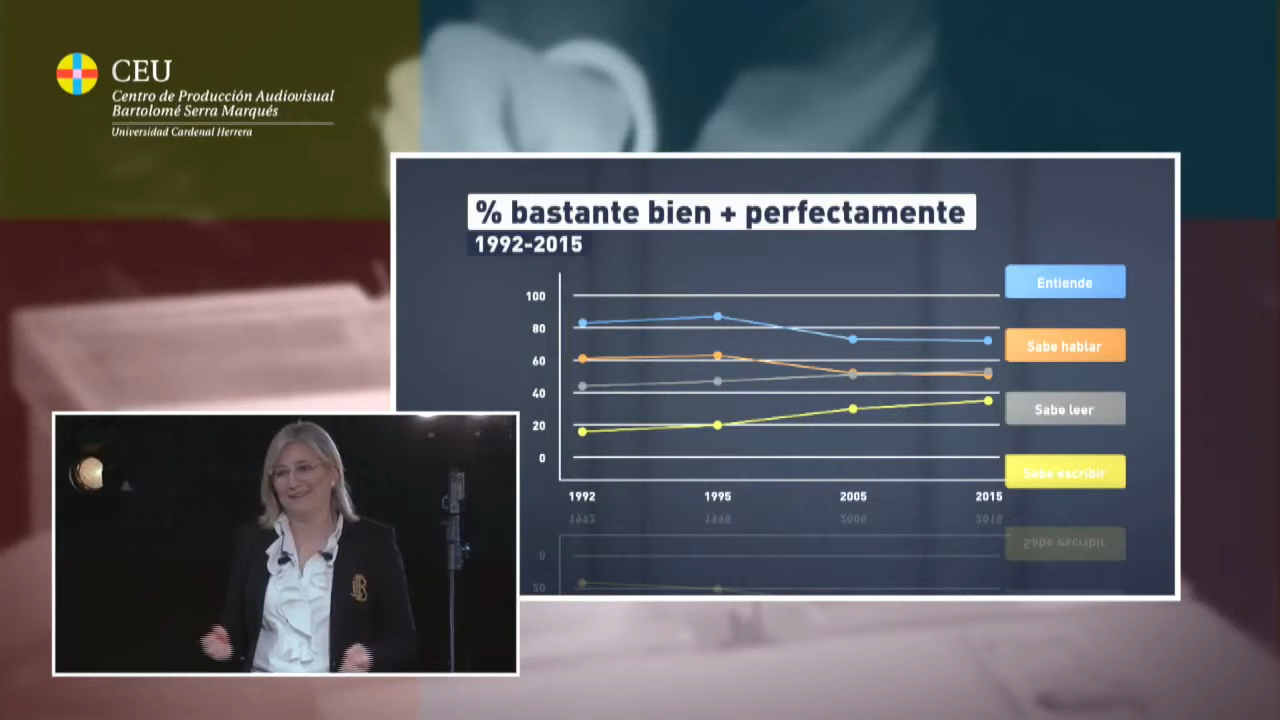 CEU
Centro de Producción Audiovisual
Bartolomé Serra Marqués
Universidad Cardenal Herrera
% bastante bien + perfectamente
1992-2015
100
80
60
40
20
0
1992
1995
2005
2015
Entiende
Sabe hablar
Sabe leer
Sabe escribir